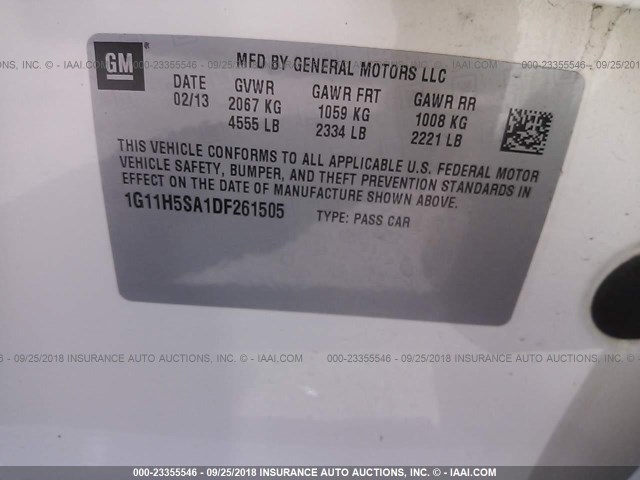 GM
MFD BY GENERAL MOTORS LLC
DATE GVWR GAWR FRT GAWR RR
02/13 2067 KG 1059 KG 1008 KG
4555 LB 2334 LB 2221 LB
THIS VEHICLE CONFORMS TO ALL APPLICABLE U.S. FEDERAL MOTOR
VEHICLE SAFETY, BUMPER, AND THEFT PREVENTION STANDARDS IN
EFFECT ON THE DATE OF MANUFACTURE SHOWN ABOVE.
1G11H5SA1DF261505 TYPE: PASS CAR
000-23355546 - 09/25/2018 INSURANCE AUTO AUCTIONS, INC. - IAAI.COM